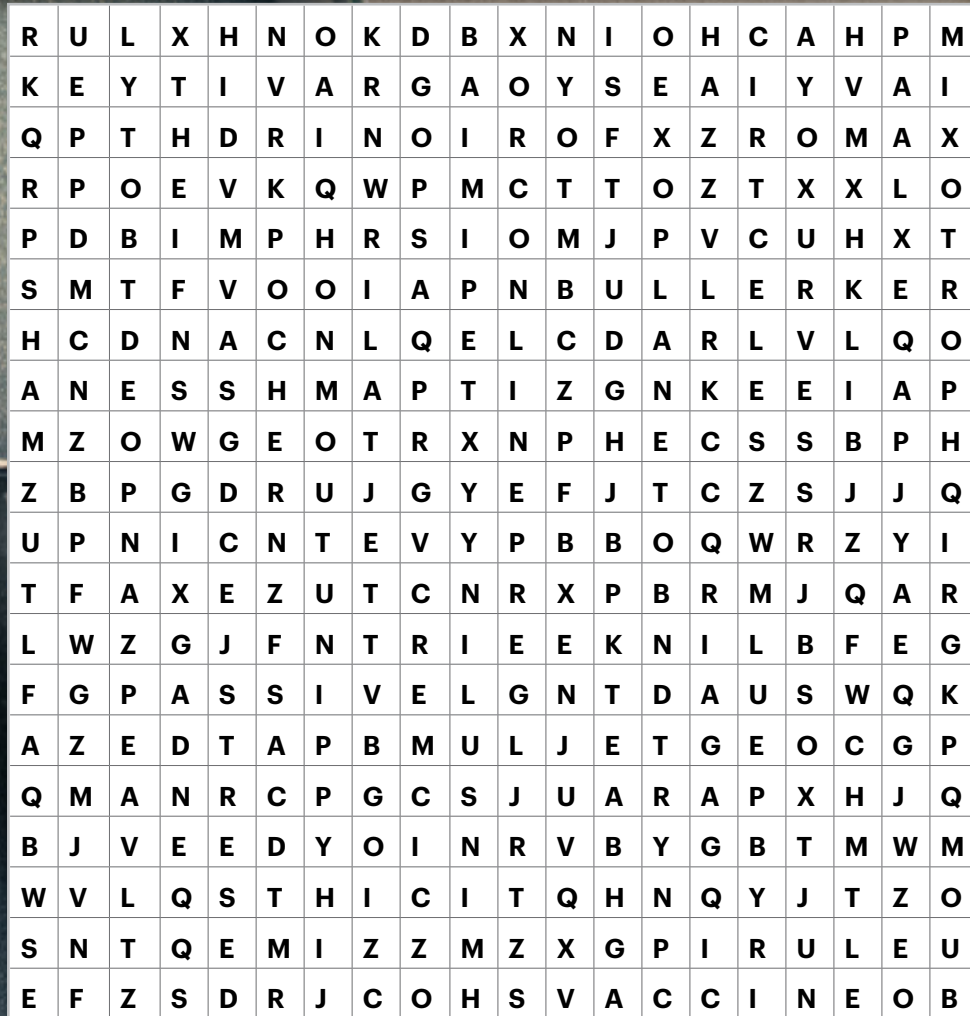 R U L X H N O K D B X N I O H C A H P M
K E Y T I V A R G A O Y S E A I Y V A I
Q P T H D R I N O I R O F X Z R O M A X
R P O E V K Q W P M C T T O Z T X X L O
P D B I M P H R S I O M J P V C U H X T
S M T F V O O I A P N B U L L E R K E R
H C D N A C N L Q E L C D A R L V L Q O
A N E S S H M A P T I Z G N K E E I A P
M Z O W G E O T R X N P H E C S S B P H
Z B P G D R U J G Y E F J T C Z S J J Q
U P N I C N T E V Y P B B O Q W R Z Y I
T F A X E Z U T C N R X P B R M J Q A R
L W Z G J F N T R I E E K N I L B F E G
F G P A S S I V E L G N T D A U S W Q K
A Z E D T A P B M U L J E T G E O C G P
Q M A N R C P G C S J U A R A P X H J Q
B J V E E D Y O I N R V B Y G B T M W M
W V L Q S T H I C I T Q H N Q Y J T Z O
S N T Q E M I Z Z M Z X G P I R U L E U
E F Z S D R J C O H S V A C C I N E O B